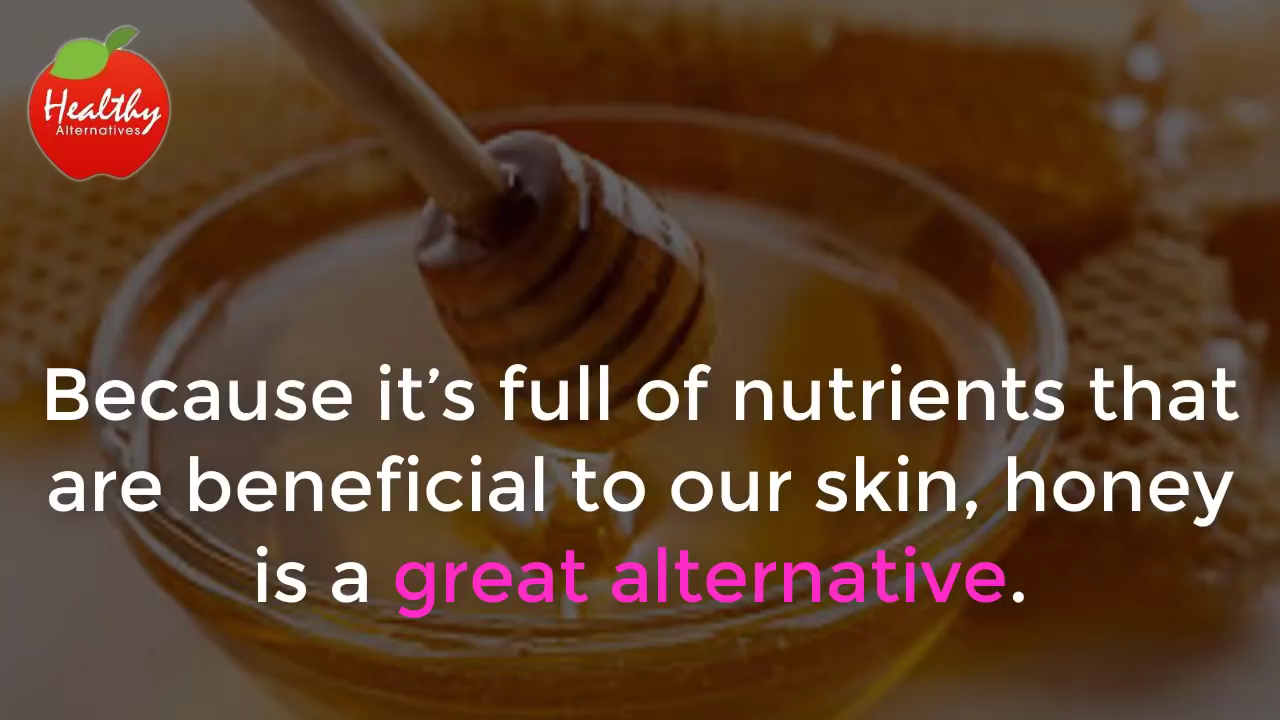 Healthy
Alternatives
Because it’s full of nutrients that
are beneficial to our skin, honey
is a great alternative.